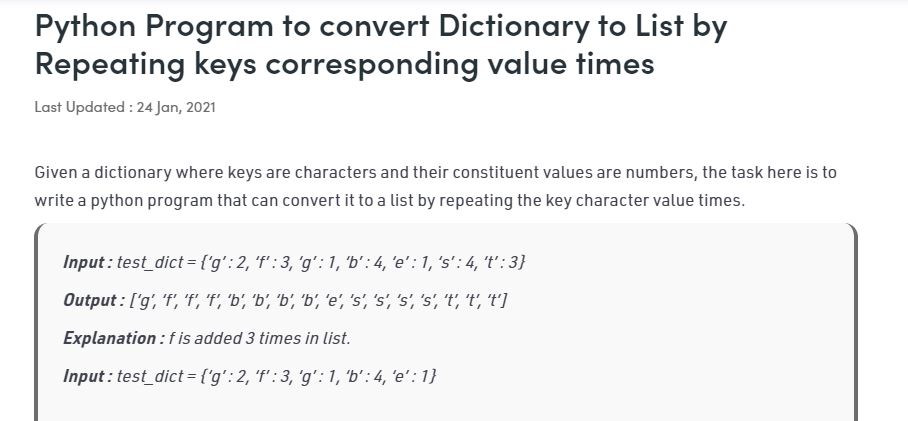 Python Program to convert Dictionary to List by
Repeating keys corresponding value times
Last Updated : 24 Jan, 2021
Given a dictionary where keys are characters and their constituent values are numbers, the task here is to
write a python program that can convert it to a list by repeating the key character value times.
Input : test_dict = {‘g’ : 2, ‘f’ : 3, ‘g’ : 1, ‘b’ : 4, ‘e’ : 1, ‘s’ : 4, ‘t’ : 3}
Output : [‘g’, ‘f’, ‘f’, ‘f’, ‘b’, ‘b’, ‘b’, ‘b’, ‘e’, ‘s’, ‘s’, ‘s’, ‘s’, ‘t’, ‘t’, ‘t’]
Explanation : f is added 3 times in list.
Input : test_dict = {‘g’ : 2, ‘f’ : 3, ‘g’ : 1, ‘b’ : 4, ‘e’ : 1}